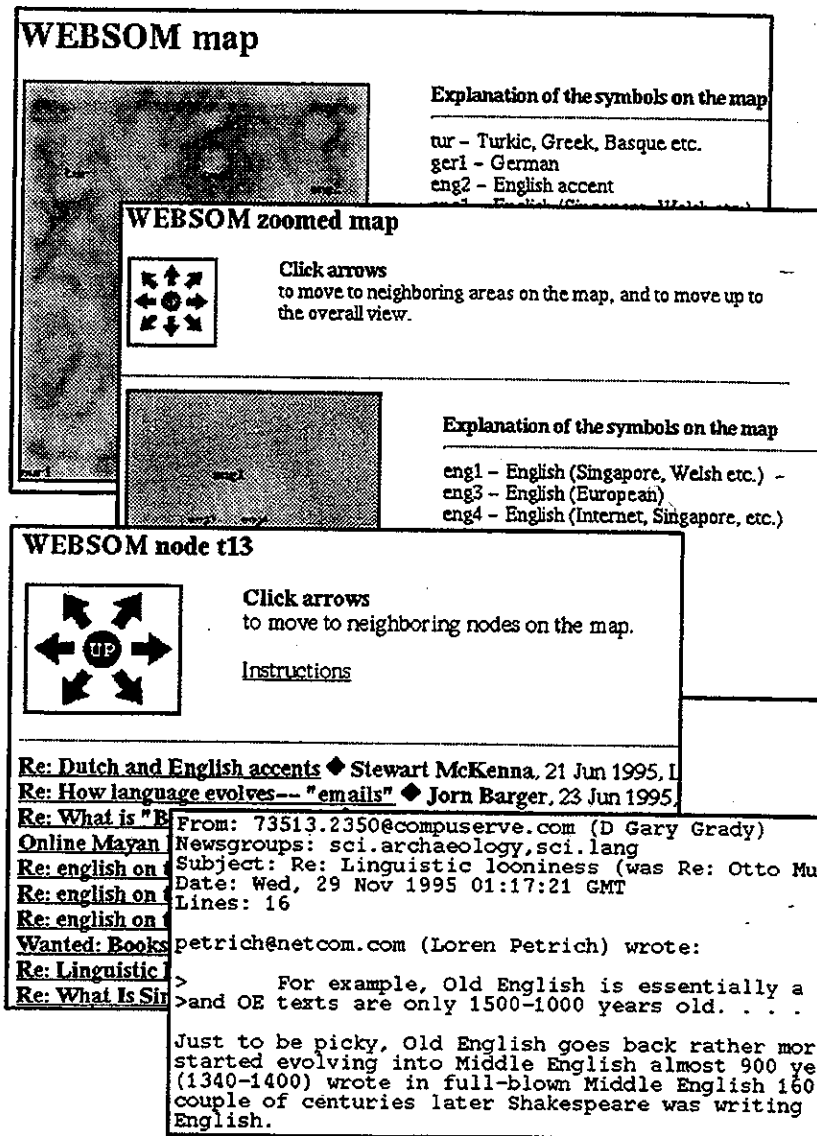 WEBSOM map
Explanation of the symbols on the map
tur – Turkic, Greek, Basque etc.
ger1 – German
eng2 – English accent
English (Singapore, Welsh etc.)
WEBSOM zoomed map
Click arrows
to move to neighboring areas on the map, and to move up to
the overall view.
Explanation of the symbols on the map
eng1
eng1 – English (Singapore, Welsh etc.)
eng3 – English (European)
eng4 – English (Internet, Singapore, etc.)
WEBSOM node t13
Click arrows
to move to neighboring nodes on the map.
UP
Instructions
Re: Dutch and English accents ◆ Stewart McKenna, 21 Jun 1995, L
Re: How language evolves-- "emails" ◆ Jorn Barger, 23 Jun 1995,
Re: What is "B
Online Mayan
Re: english on t
Re: english on t
Re: english on t
Wanted: Books
Re: Linguistic
Re: What Is Sin
From: 73513.2350@compuserve.com (D Gary Grady)
Newsgroups: sci.archaeology,sci.lang
Subject: Re: Linguistic looniness (was Re: Otto Mu
Date: Wed, 29 Nov 1995 01:17:21 GMT
Lines: 16
petrich@netcom.com (Loren Petrich) wrote:
> For example, Old English is essentially a
>and OE texts are only 1500-1000 years old. . . .
Just to be picky, Old English goes back rather mor
started evolving into Middle English almost 900 ye
(1340-1400) wrote in full-blown Middle English 160
couple of centuries later Shakespeare was writing
English.